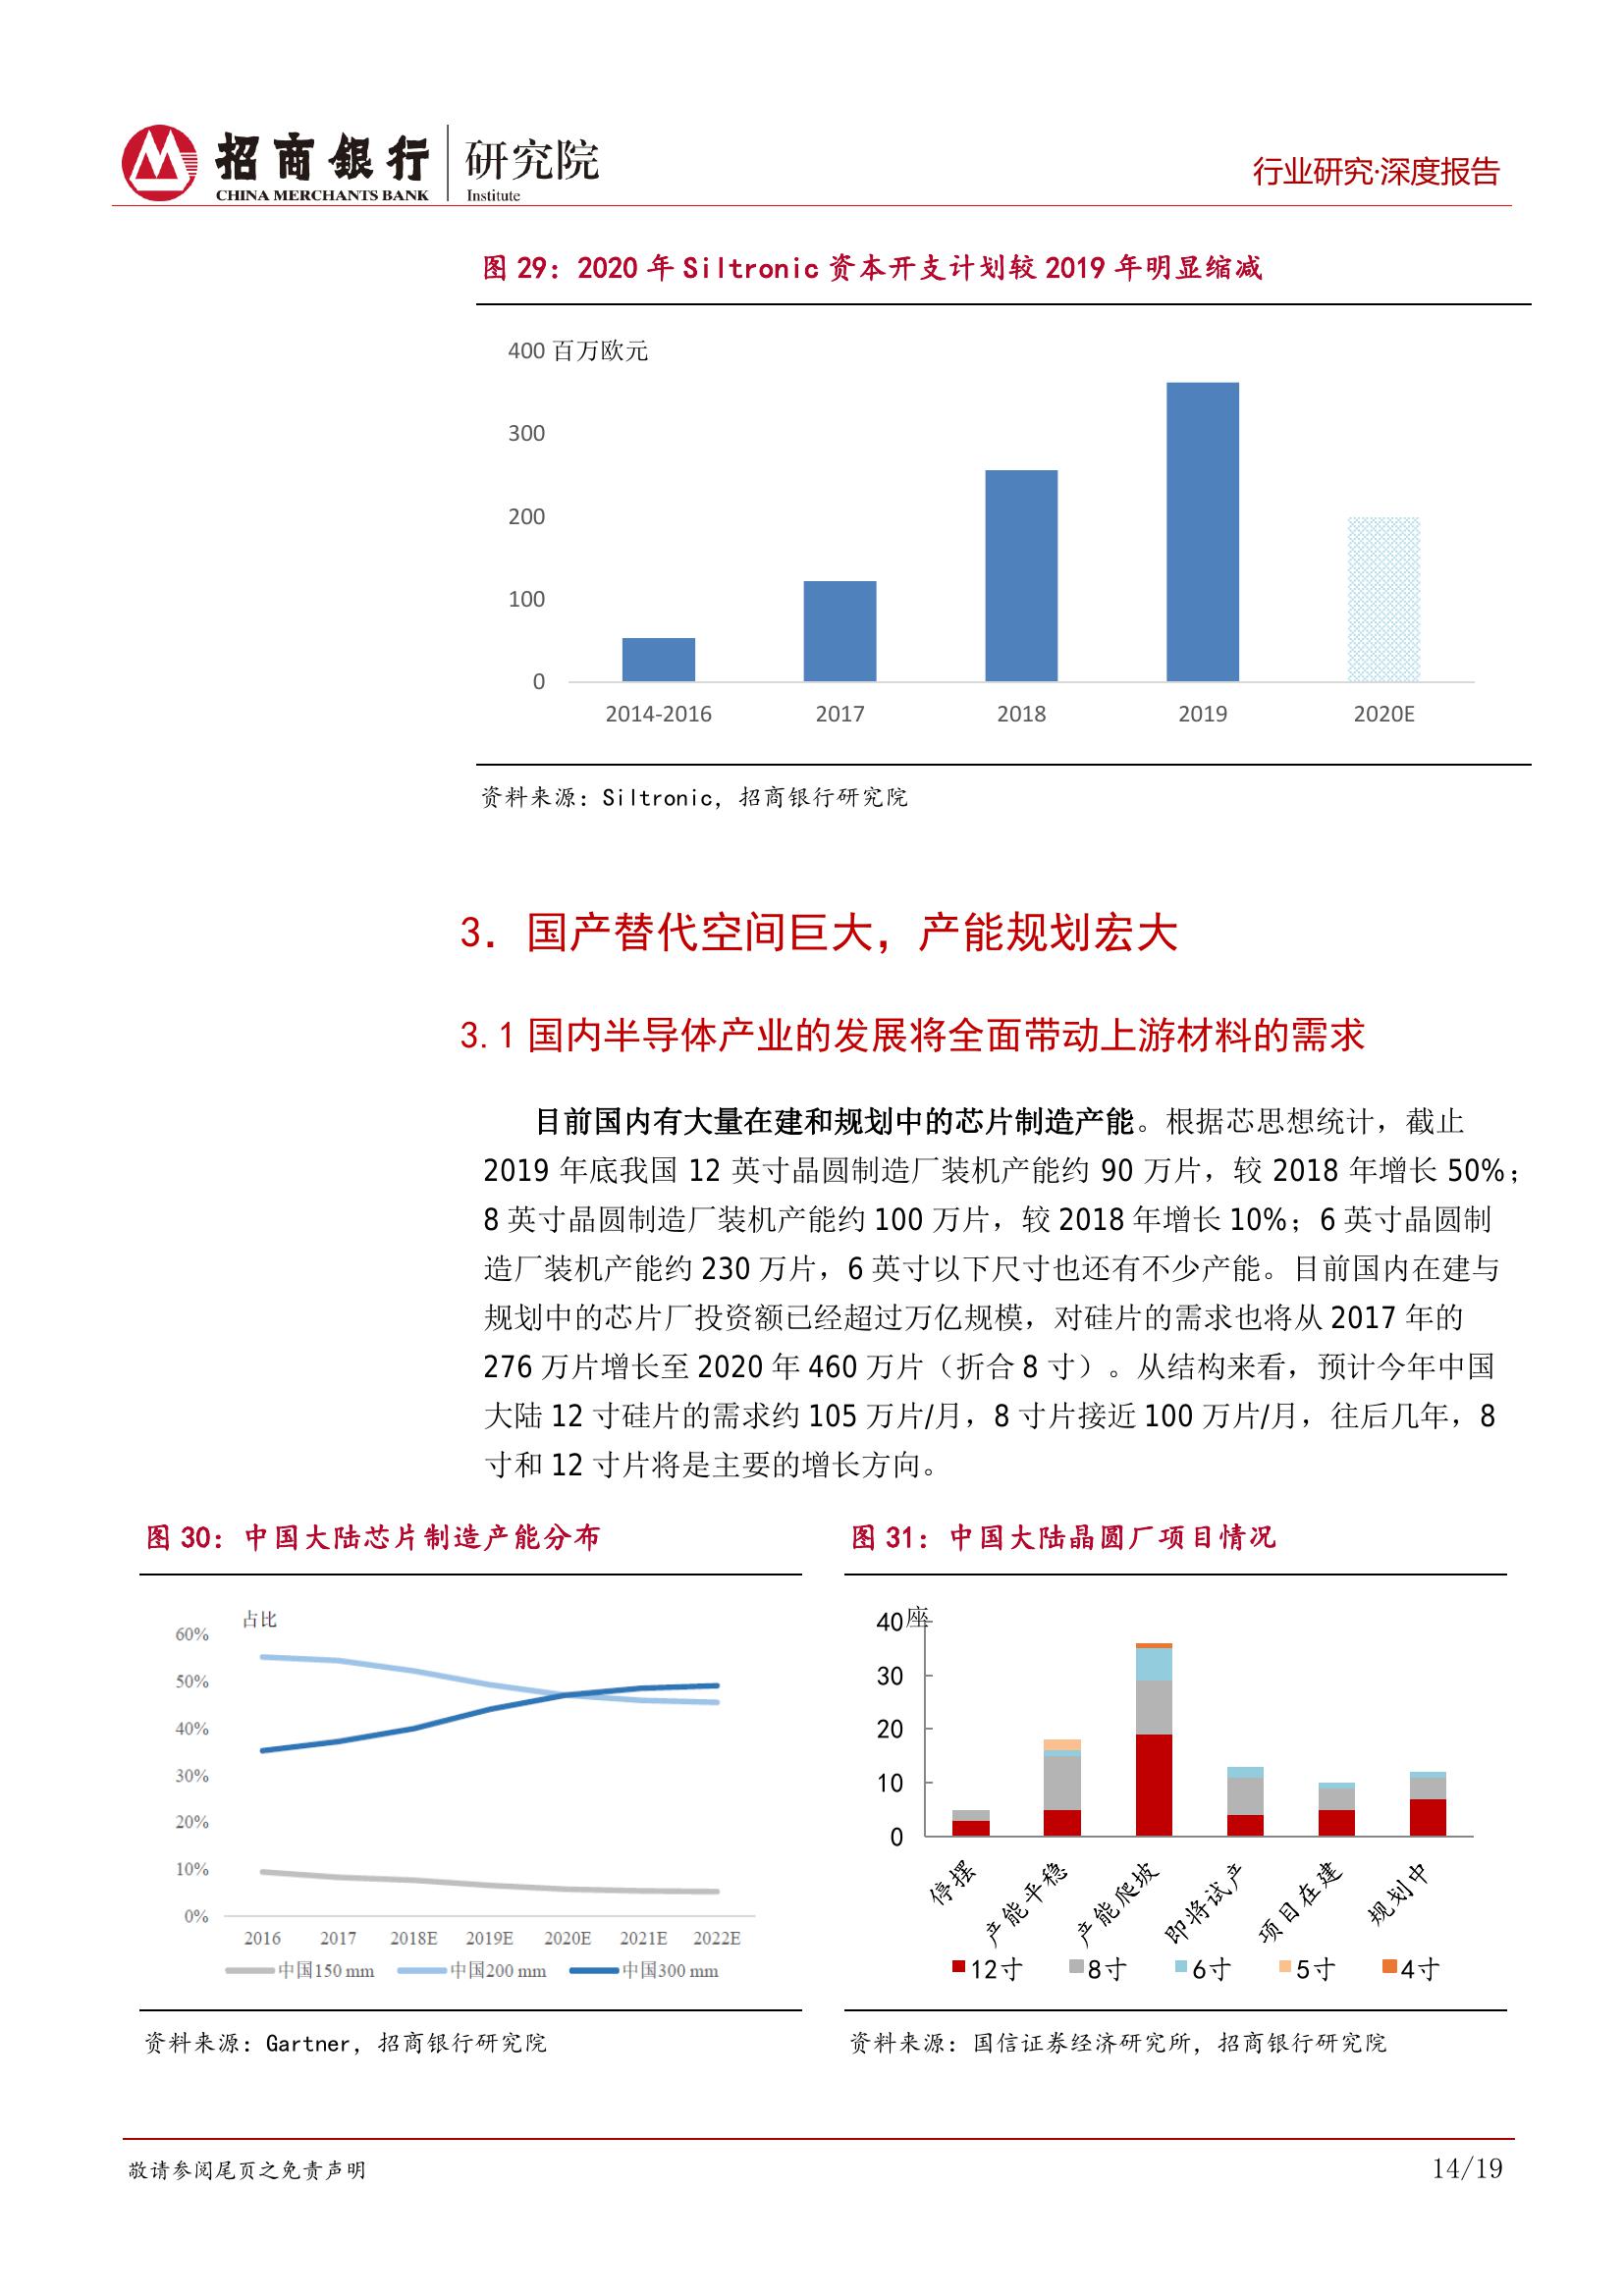 招商银行 研究院
CHINA MERCHANTS BANK Institute
行业研究·深度报告
图 29：2020 年 Siltronic 资本开支计划较 2019 年明显缩减
400 百万欧元
300
200
100
0
2014-2016 2017 2018 2019 2020E
资料来源：Siltronic，招商银行研究院
3. 国产替代空间巨大，产能规划宏大
3.1 国内半导体产业的发展将全面带动上游材料的需求
目前国内有大量在建和规划中的芯片制造产能。根据芯思想统计，截止
2019 年底我国 12 英寸晶圆制造厂装机产能约 90 万片，较 2018 年增长 50%；
8 英寸晶圆制造厂装机产能约 100 万片，较 2018 年增长 10%；6 英寸晶圆制
造厂装机产能约 230 万片，6 英寸以下尺寸也还有不少产能。目前国内在建与
规划中的芯片厂投资额已经超过万亿规模，对硅片的需求也将从 2017 年的
276 万片增长至 2020 年 460 万片（折合 8 寸）。从结构来看，预计今年中国
大陆 12 寸硅片的需求约 105 万片/月，8 寸片接近 100 万片/月，往后几年，8
寸和 12 寸片将是主要的增长方向。
图 30：中国大陆芯片制造产能分布
占比
60%
50%
40%
30%
20%
10%
0%
2016 2017 2018E 2019E 2020E 2021E 2022E
中国150 mm 中国200 mm 中国300 mm
资料来源：Gartner，招商银行研究院
图 31：中国大陆晶圆厂项目情况
40 座
30
20
10
0
停摆 产能平稳 产能爬坡 即将试产 项目在建 规划中
12寸 8寸 6寸 5寸 4寸
资料来源：国信证券经济研究所，招商银行研究院
敬请参阅尾页之免责声明
14/19